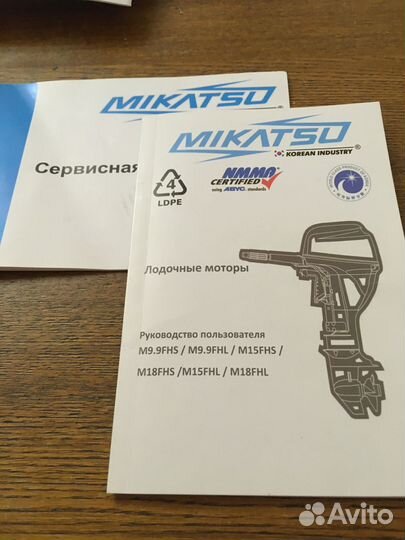 MIKATSU
®
Сервисная
MIKATSU
KOREAN INDUSTRY ®
4
LDPE
NMMA
CERTIFIED
using ABYC standards
Лодочные моторы
Руководство пользователя
M9.9FHS / M9.9FHL / M15FHS /
M18FHS /M15FHL / M18FHL
Avito